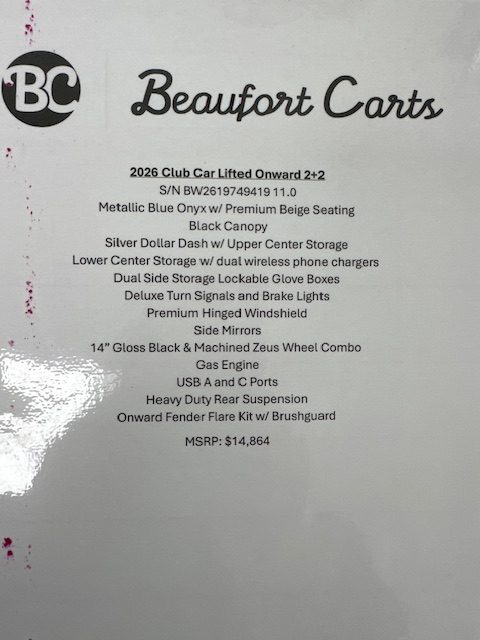 BC
Beaufort Carts
2026 Club Car Lifted Onward 2+2
S/N BW2619749419 11.0
Metallic Blue Onyx w/ Premium Beige Seating
Black Canopy
Silver Dollar Dash w/ Upper Center Storage
Lower Center Storage w/ dual wireless phone chargers
Dual Side Storage Lockable Glove Boxes
Deluxe Turn Signals and Brake Lights
Premium Hinged Windshield
Side Mirrors
14” Gloss Black & Machined Zeus Wheel Combo
Gas Engine
USB A and C Ports
Heavy Duty Rear Suspension
Onward Fender Flare Kit w/ Brushguard
MSRP: $14,864